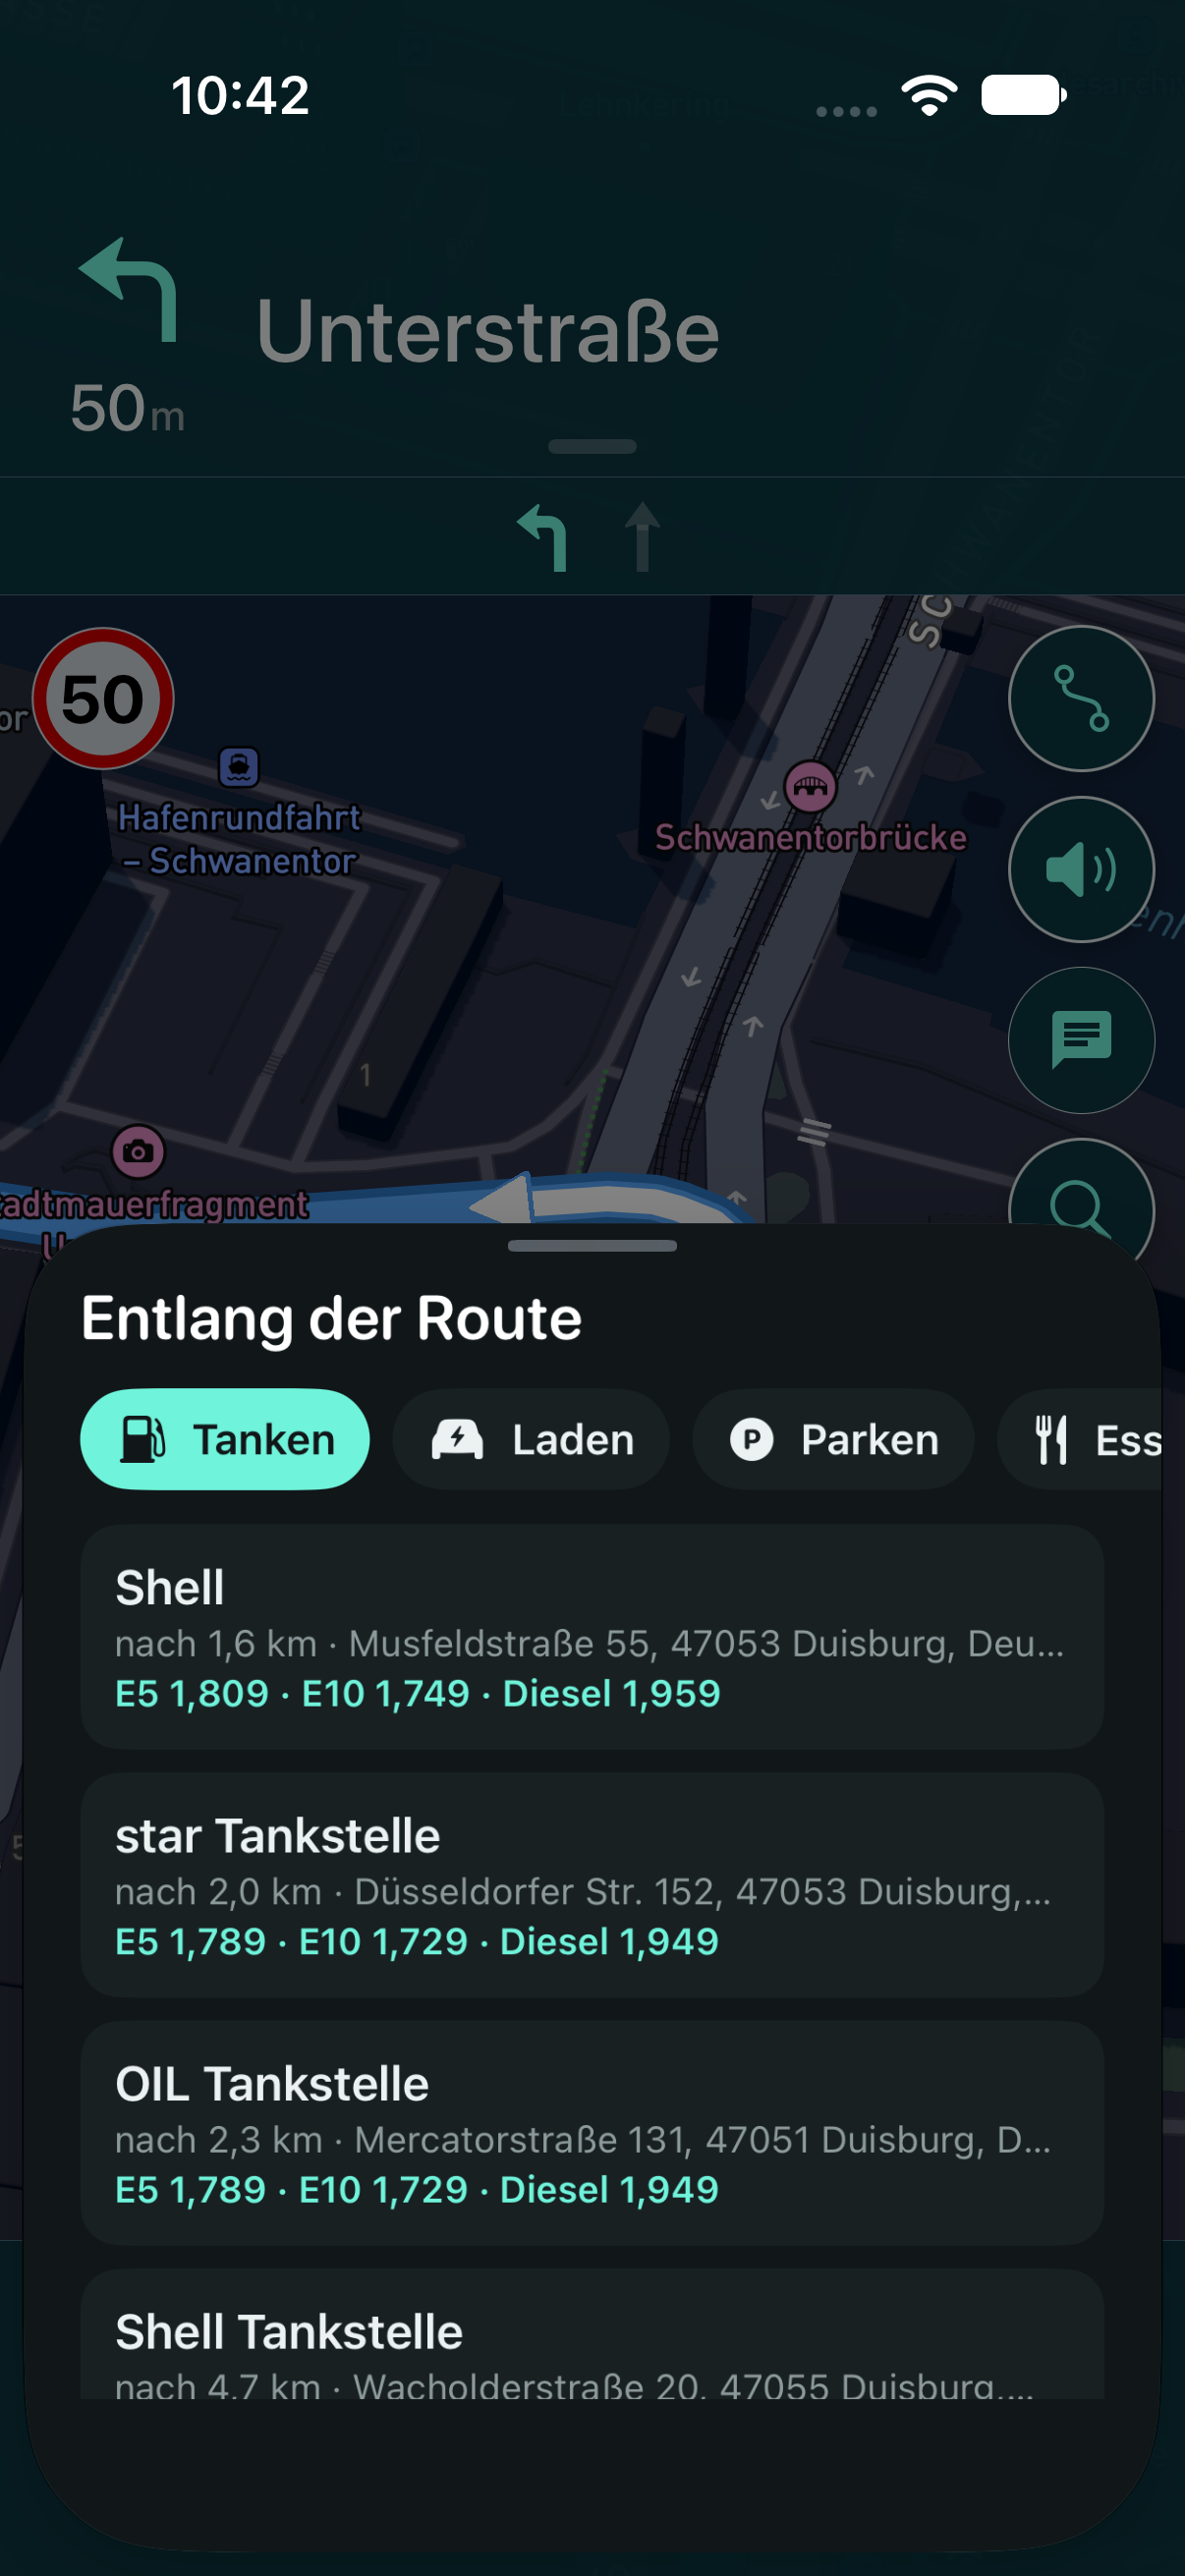 10:42
Unterstraße
50 m
50
Hafenrundfahrt
– Schwanentor
Schwanentorbrücke
1
tadtmauerfragment
Entlang der Route
Tanken
Laden
Parken
Ess
Shell
nach 1,6 km · Musfeldstraße 55, 47053 Duisburg, Deu...
E5 1,809 · E10 1,749 · Diesel 1,959
star Tankstelle
nach 2,0 km · Düsseldorfer Str. 152, 47053 Duisburg,...
E5 1,789 · E10 1,729 · Diesel 1,949
OIL Tankstelle
nach 2,3 km · Mercatorstraße 131, 47051 Duisburg, D...
E5 1,789 · E10 1,729 · Diesel 1,949
Shell Tankstelle
nach 4,7 km · Wacholderstraße 20, 47055 Duisburg,...